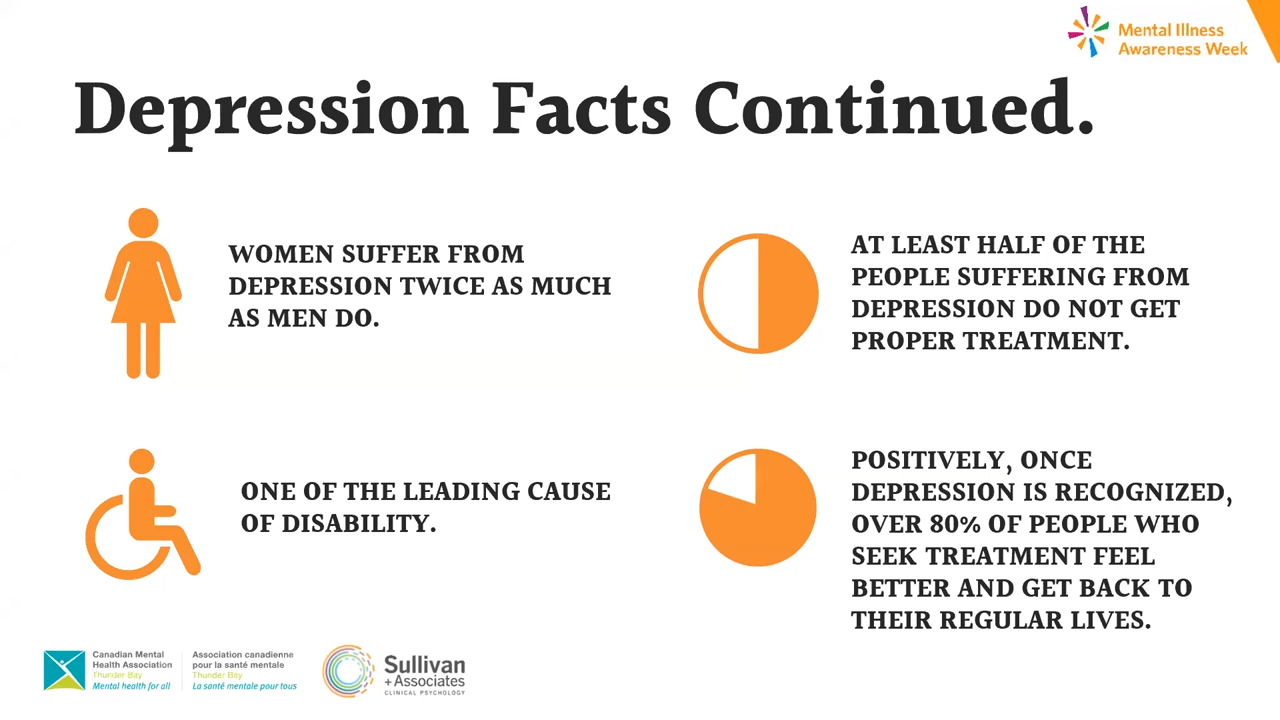 Mental Illness
Awareness Week
Depression Facts Continued.
WOMEN SUFFER FROM
DEPRESSION TWICE AS MUCH
AS MEN DO.
AT LEAST HALF OF THE
PEOPLE SUFFERING FROM
DEPRESSION DO NOT GET
PROPER TREATMENT.
ONE OF THE LEADING CAUSE
OF DISABILITY.
POSITIVELY, ONCE
DEPRESSION IS RECOGNIZED,
OVER 80% OF PEOPLE WHO
SEEK TREATMENT FEEL
BETTER AND GET BACK TO
THEIR REGULAR LIVES.
Canadian Mental
Health Association
Thunder Bay
Mental health for all
Association canadienne
pour la santé mentale
Thunder Bay
La santé mentale pour tous
Sullivan
+Associates
CLINICAL PSYCHOLOGY